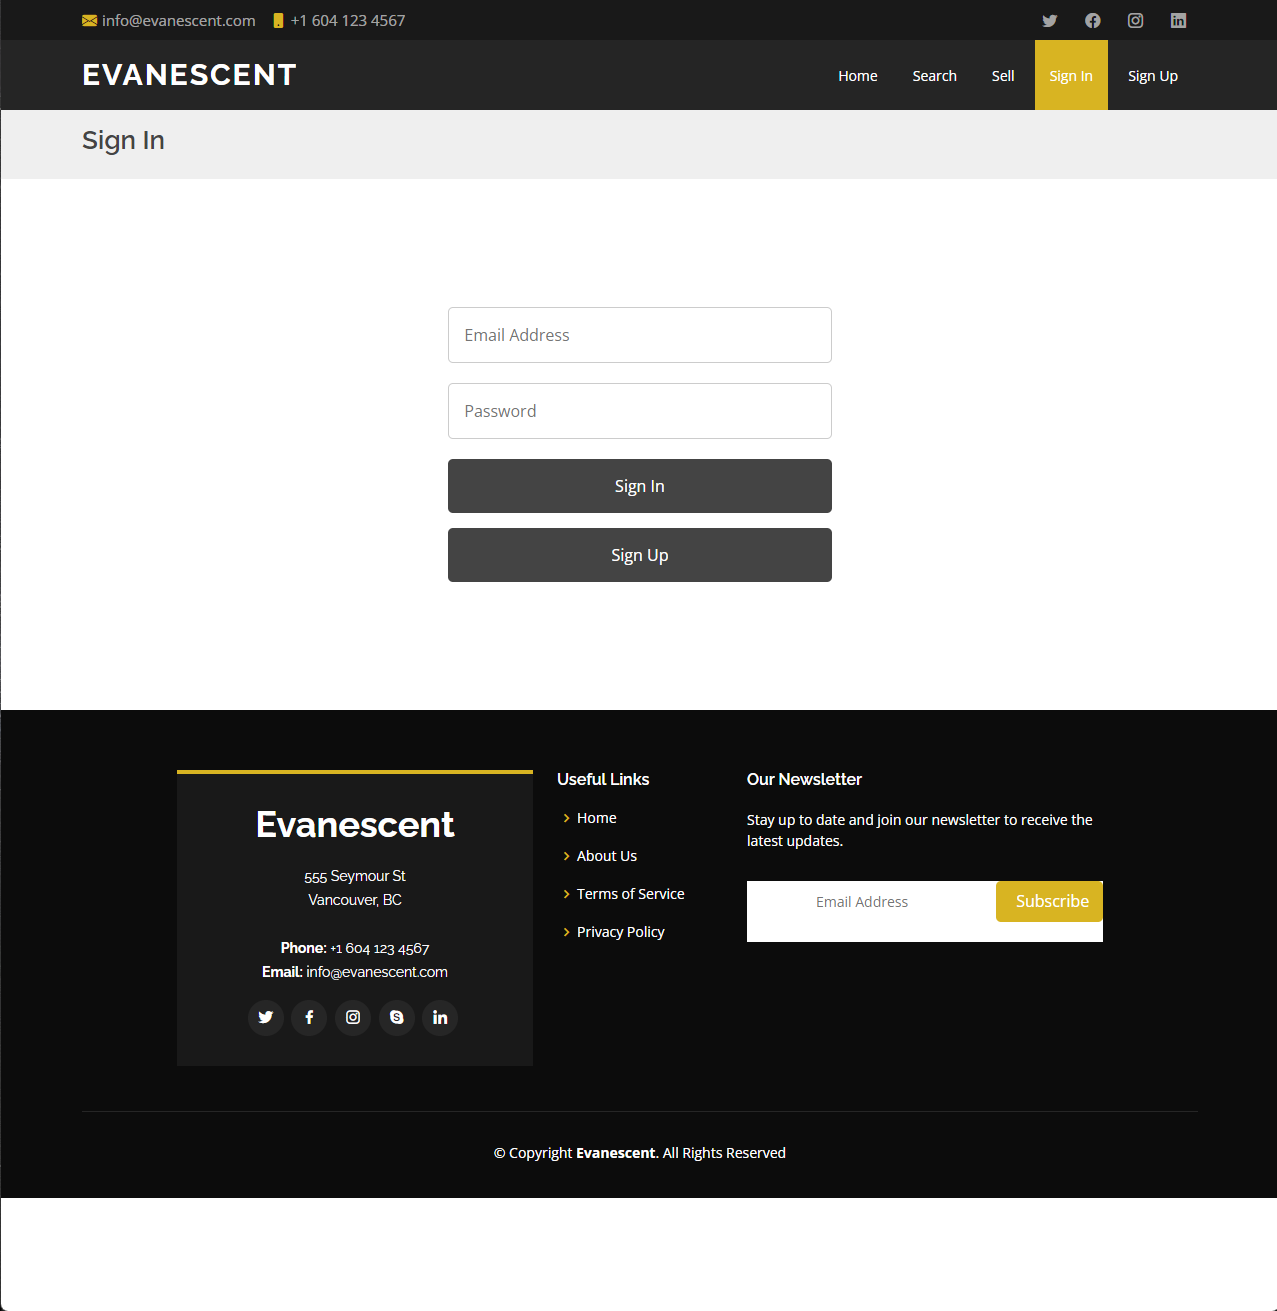 info@evanescent.com +1 604 123 4567
EVANESCENT
Home Search Sell Sign In Sign Up
Sign In
Email Address
Password
Sign In
Sign Up
Evanescent
555 Seymour St
Vancouver, BC
Phone: +1 604 123 4567
Email: info@evanescent.com
Useful Links
Home
About Us
Terms of Service
Privacy Policy
Our Newsletter
Stay up to date and join our newsletter to receive the
latest updates.
Email Address Subscribe
© Copyright Evanescent. All Rights Reserved